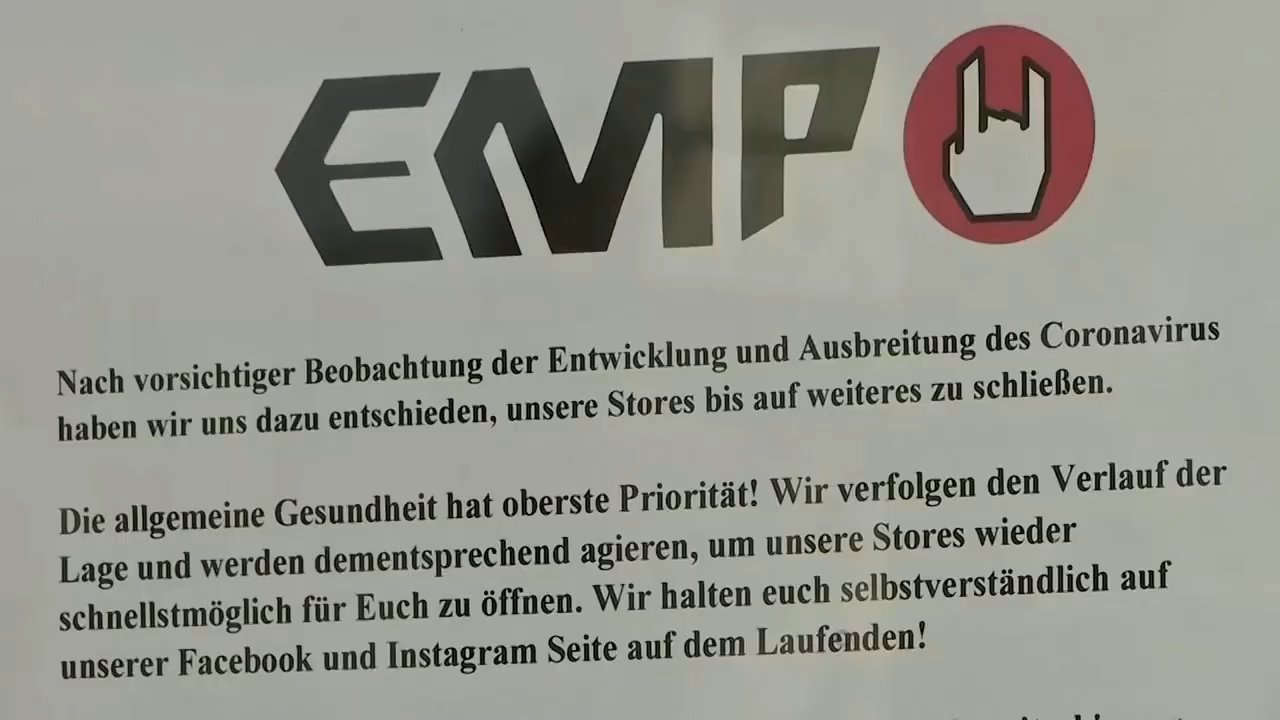 EMP
Nach vorsichtiger Beobachtung der Entwicklung und Ausbreitung des Coronavirus
haben wir uns dazu entschieden, unsere Stores bis auf weiteres zu schließen.
Die allgemeine Gesundheit hat oberste Priorität! Wir verfolgen den Verlauf der
Lage und werden dementsprechend agieren, um unsere Stores wieder
schnellstmöglich für Euch zu öffnen. Wir halten euch selbstverständlich auf
unserer Facebook und Instagram Seite auf dem Laufenden!